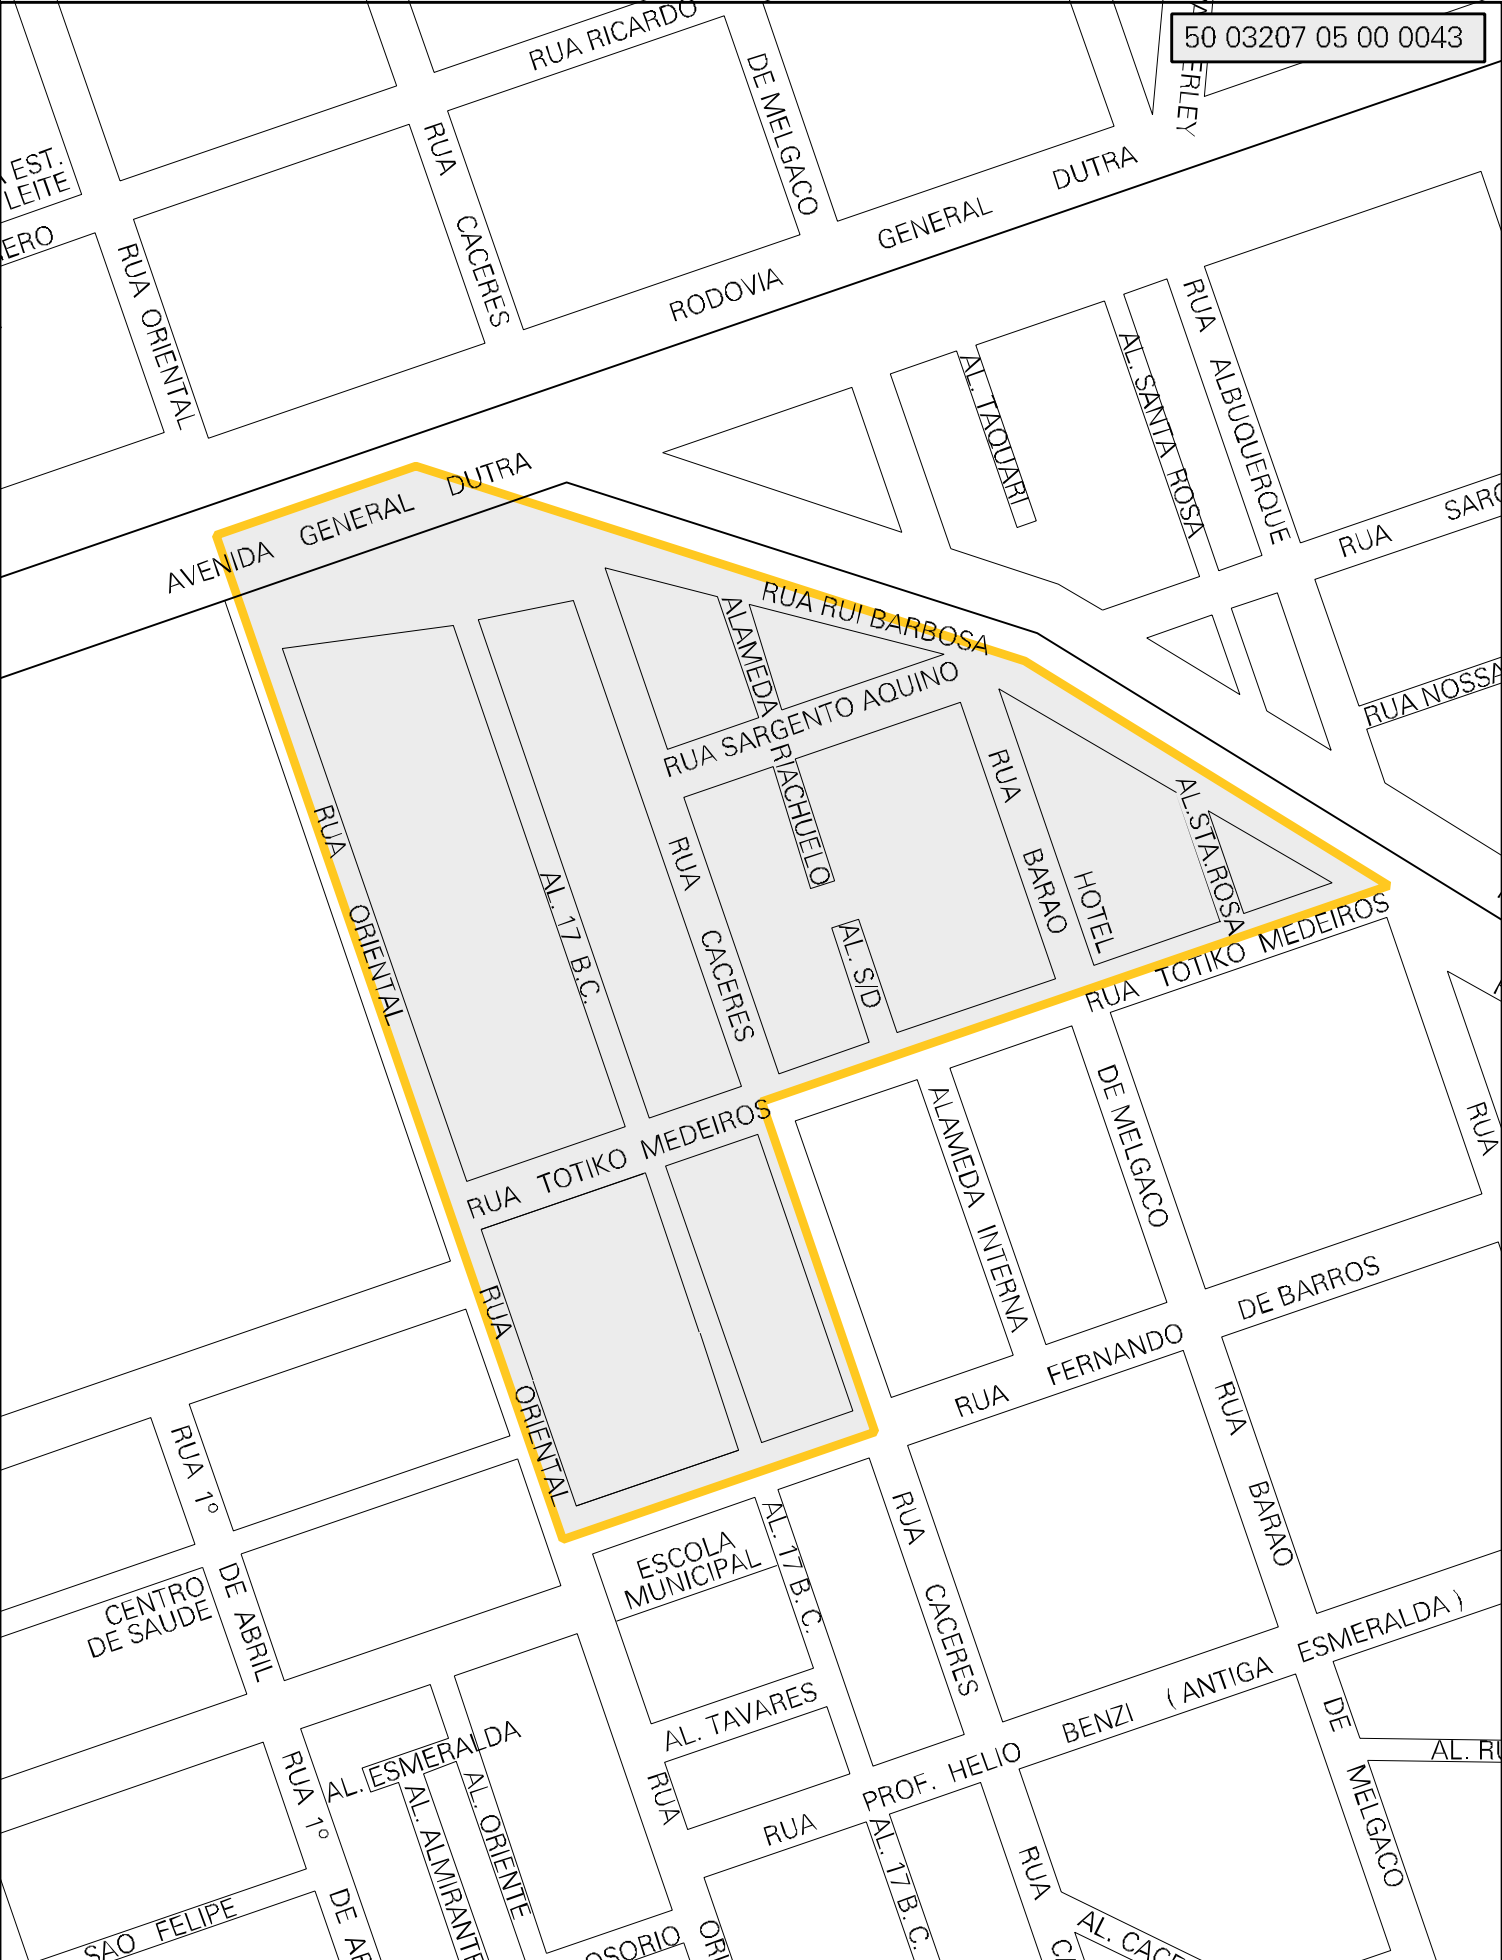 50 03207 05 00 0043
RUA RICARDO
DE MELGACO
ERLEY
EST.
LEITE
RUA CACERES
GENERAL DUTRA
RODOVIA
RUA ORIENTAL
AL. TAQUARI
AL. SANTA ROSA
RUA ALBUQUERQUE
RUA
AVENIDA GENERAL DUTRA
RUA RUI BARBOSA
ALAMEDA
RIACHUELO
RUA SARGENTO AQUINO
RUA NOSSA
RUA ORIENTAL
AL. 17 B.C.
RUA CACERES
AL. S/D
RUA BARAO
HOTEL
AL.STA.ROSA
RUA TOTIKO MEDEIROS
RUA TOTIKO MEDEIROS
ALAMEDA INTERNA
DE MELGACO
RUA
DE BARROS
RUA FERNANDO
RUA ORIENTAL
RUA 1º
DE ABRIL
CENTRO
DE SAUDE
ESCOLA
MUNICIPAL
AL. 17 B. C.
RUA CACERES
RUA BARAO
AL. TAVARES
RUA PROF. HELIO BENZI ( ANTIGA ESMERALDA )
DE MELGACO
AL. ESMERALDA
AL. ORIENTE
AL. ALMIRANTE
RUA 1º
RUA
AL. 17 B. C.
RUA
SAO FELIPE
OSORIO